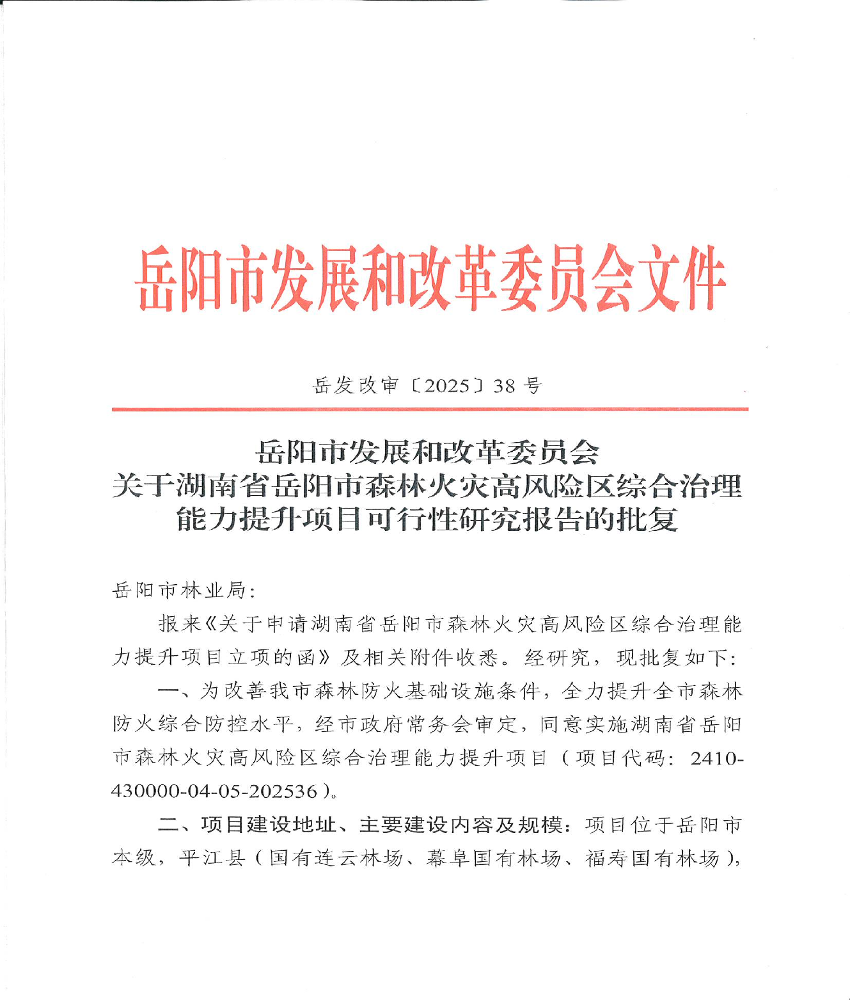 岳阳市发展和改革委员会文件
岳发改审〔2025〕38 号
岳阳市发展和改革委员会
关于湖南省岳阳市森林火灾高风险区综合治理
能力提升项目可行性研究报告的批复
岳阳市林业局：
报来《关于申请湖南省岳阳市森林火灾高风险区综合治理能
力提升项目立项的函》及相关附件收悉。经研究，现批复如下：
一、为改善我市森林防火基础设施条件，全力提升全市森林
防火综合防控水平，经市政府常务会审定，同意实施湖南省岳阳
市森林火灾高风险区综合治理能力提升项目（项目代码：2410-
430000-04-05-202536）。
二、项目建设地址、主要建设内容及规模：项目位于岳阳市
本级，平江县（国有连云林场、幕阜国有林场、福寿国有林场），